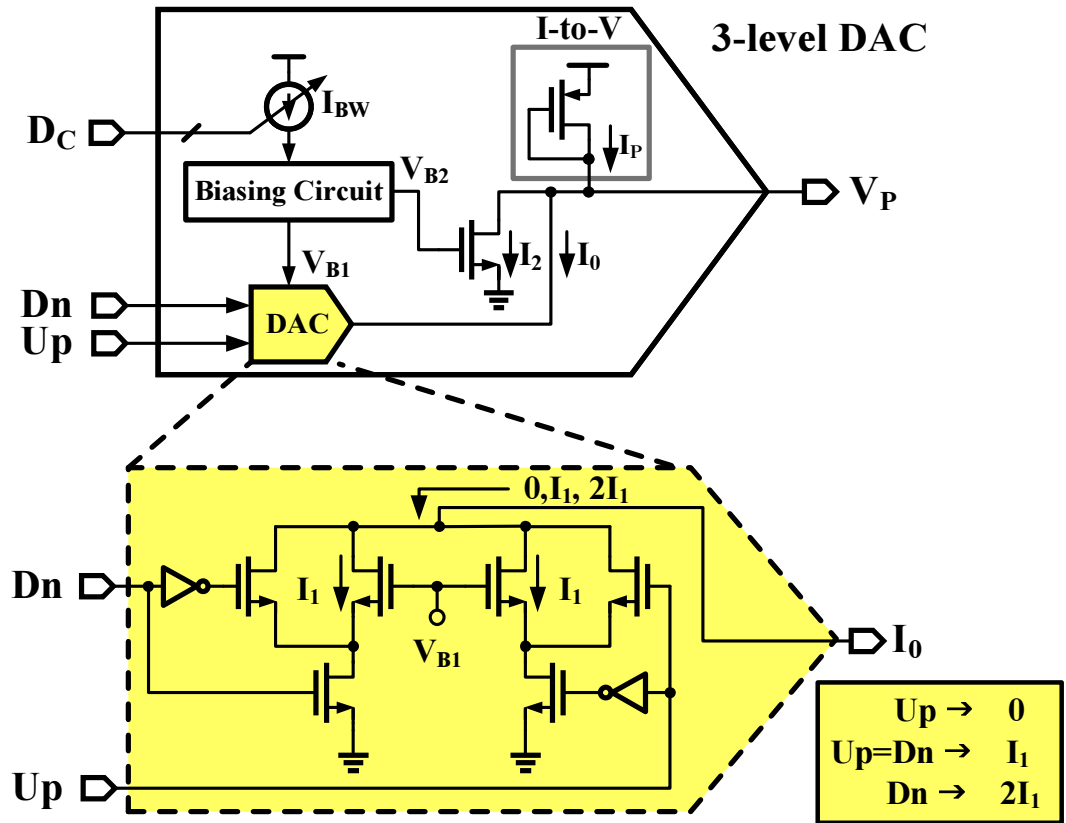 I-to-V
3-level DAC
I_BW
D_C
I_P
V_B2
Biasing Circuit
V_P
I_2
I_0
V_B1
Dn
DAC
Up
0,I_1, 2I_1
Dn
I_1
I_1
V_B1
I_0
Up → 0
Up=Dn → I_1
Dn → 2I_1
Up